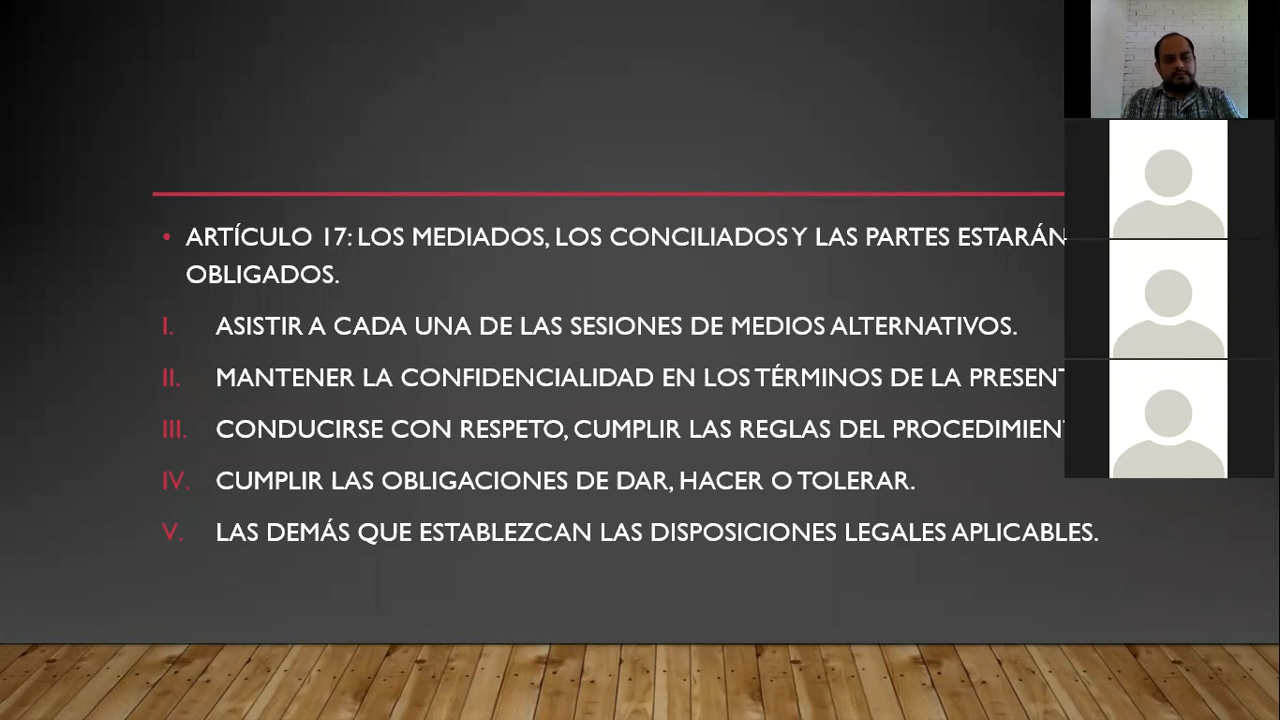 • ARTÍCULO 17: LOS MEDIADOS, LOS CONCILIADOS Y LAS PARTES ESTARÁN
OBLIGADOS.
I. ASISTIR A CADA UNA DE LAS SESIONES DE MEDIOS ALTERNATIVOS.
II. MANTENER LA CONFIDENCIALIDAD EN LOS TÉRMINOS DE LA
III. CONDUCIRSE CON RESPETO, CUMPLIR LAS REGLAS DEL
IV. CUMPLIR LAS OBLIGACIONES DE DAR, HACER O TOLERAR.
V. LAS DEMÁS QUE ESTABLEZCAN LAS DISPOSICIONES LEGALES APLICABLES.